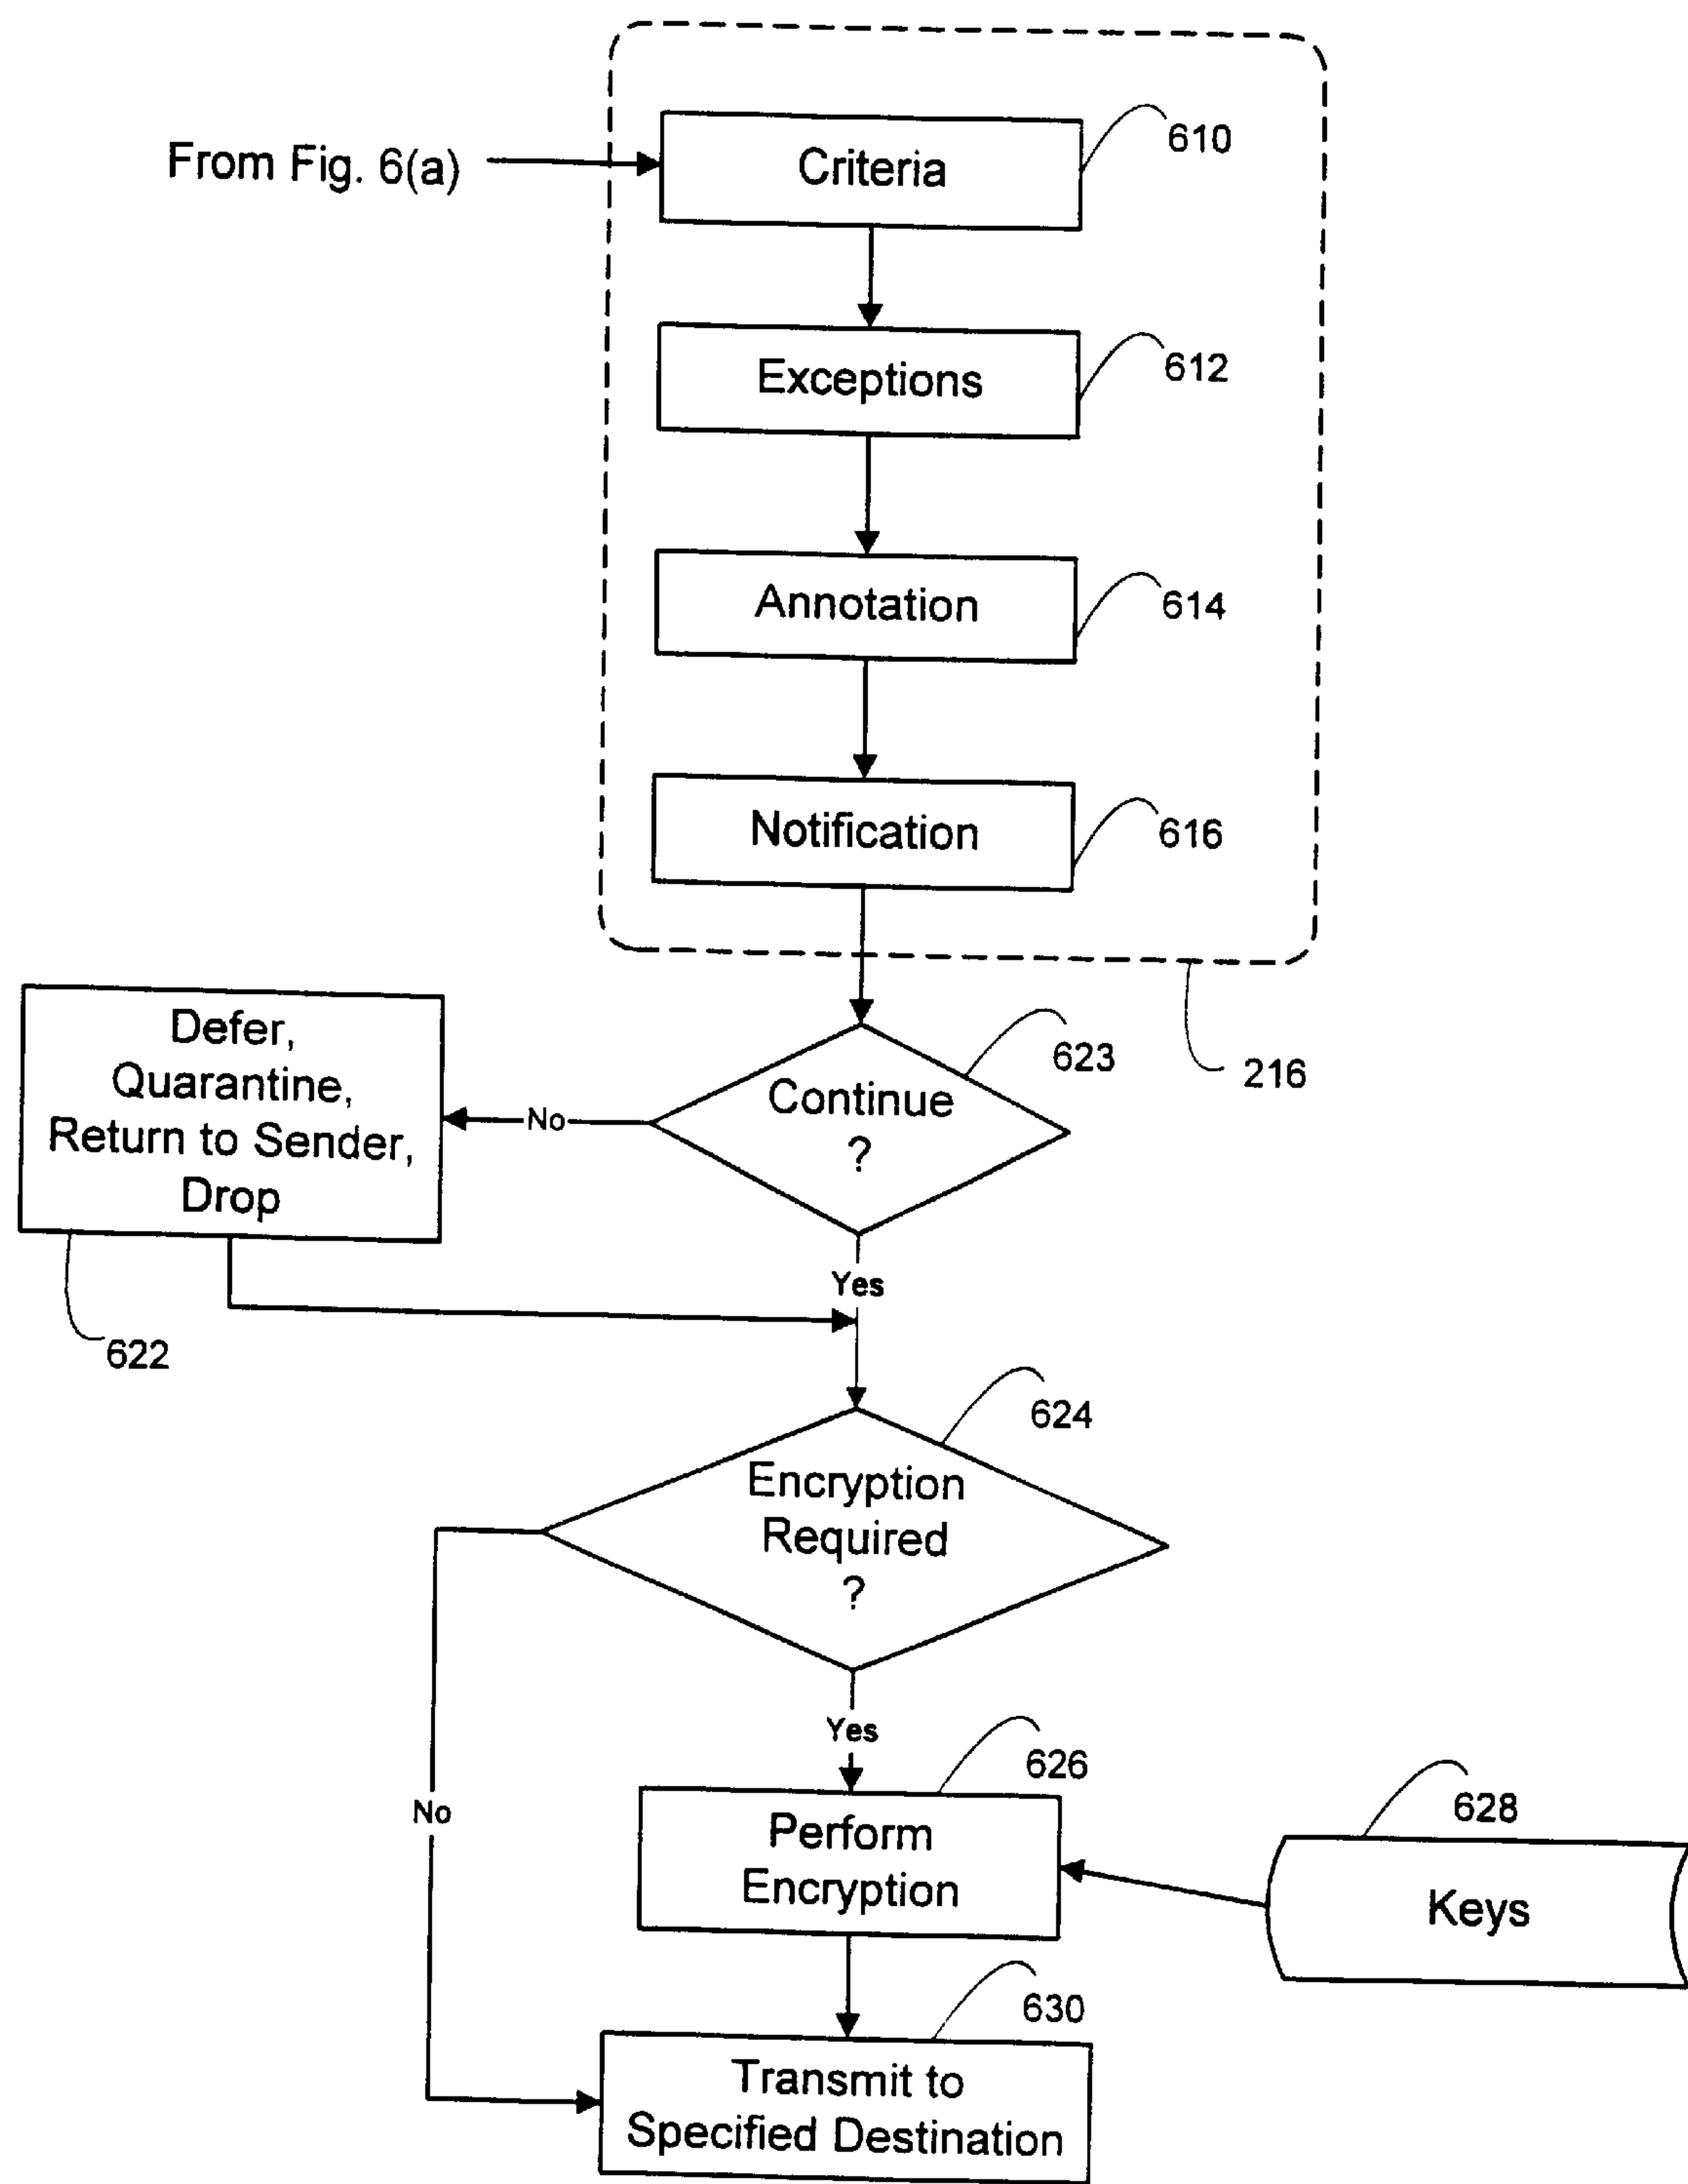 610
From Fig. 6(a)
Criteria
612
Exceptions
614
Annotation
616
Notification
216
623
Continue
?
No
Defer,
Quarantine,
Return to Sender,
Drop
622
Yes
624
Encryption
Required
?
Yes
No
626
Perform
Encryption
628
Keys
630
Transmit to
Specified Destination